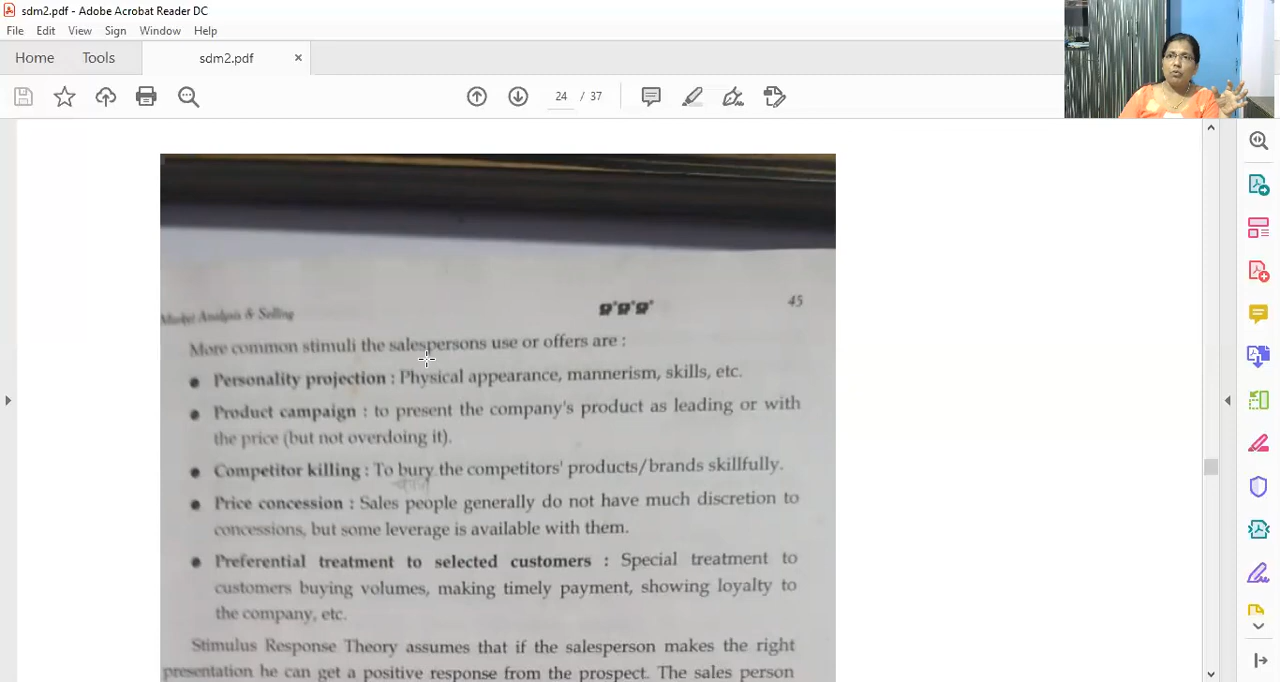 sdm2.pdf - Adobe Acrobat Reader DC
File Edit View Sign Window Help
Home Tools sdm2.pdf ×
24 / 37
Market Analysis & Selling 45
More common stimuli the salespersons use or offers are :
● Personality projection : Physical appearance, mannerism, skills, etc.
● Product campaign : to present the company's product as leading or with
the price (but not overdoing it).
● Competitor killing : To bury the competitors' products/brands skillfully.
● Price concession : Sales people generally do not have much discretion to
concessions, but some leverage is available with them.
● Preferential treatment to selected customers : Special treatment to
customers buying volumes, making timely payment, showing loyalty to
the company, etc.
Stimulus Response Theory assumes that if the salesperson makes the right
presentation he can get a positive response from the prospect. The sales person